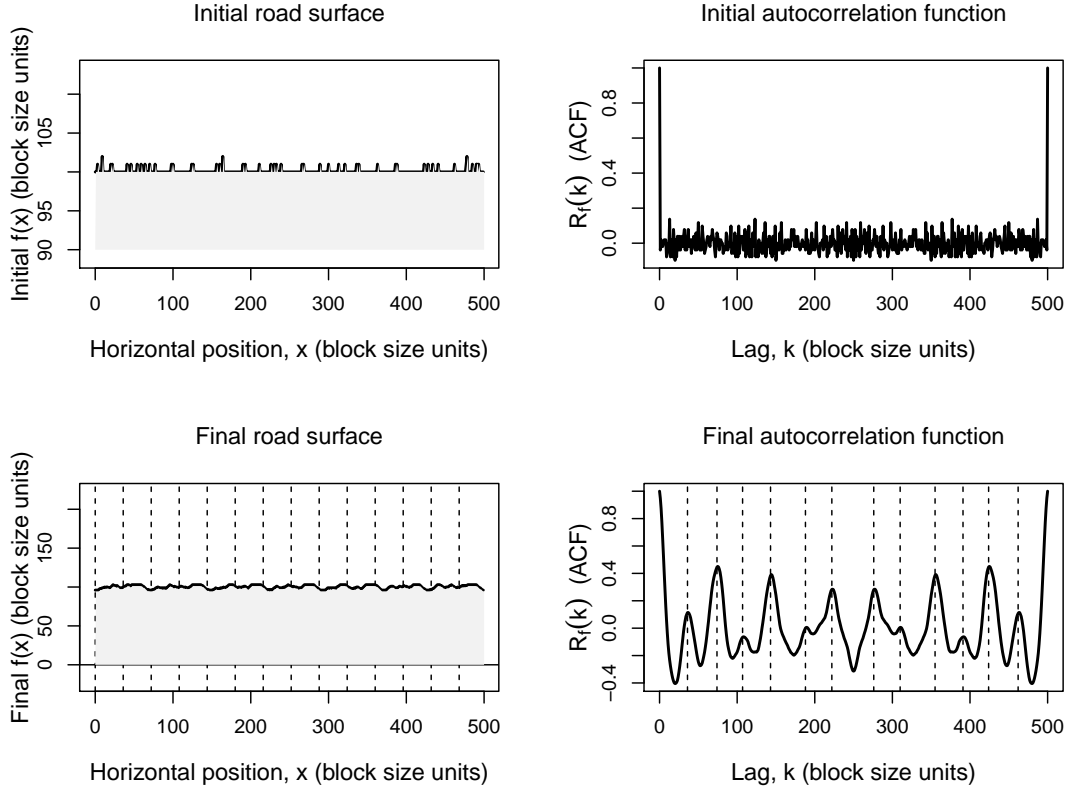 Initial road surface
Initial f(x) (block size units)
90 95 105
0 100 200 300 400 500
Horizontal position, x (block size units)
Initial autocorrelation function
R_f(k) (ACF)
0.0 0.4 0.8
0 100 200 300 400 500
Lag, k (block size units)
Final road surface
Final f(x) (block size units)
0 50 100 150
0 100 200 300 400 500
Horizontal position, x (block size units)
Final autocorrelation function
R_f(k) (ACF)
−0.4 0.0 0.4 0.8
0 100 200 300 400 500
Lag, k (block size units)